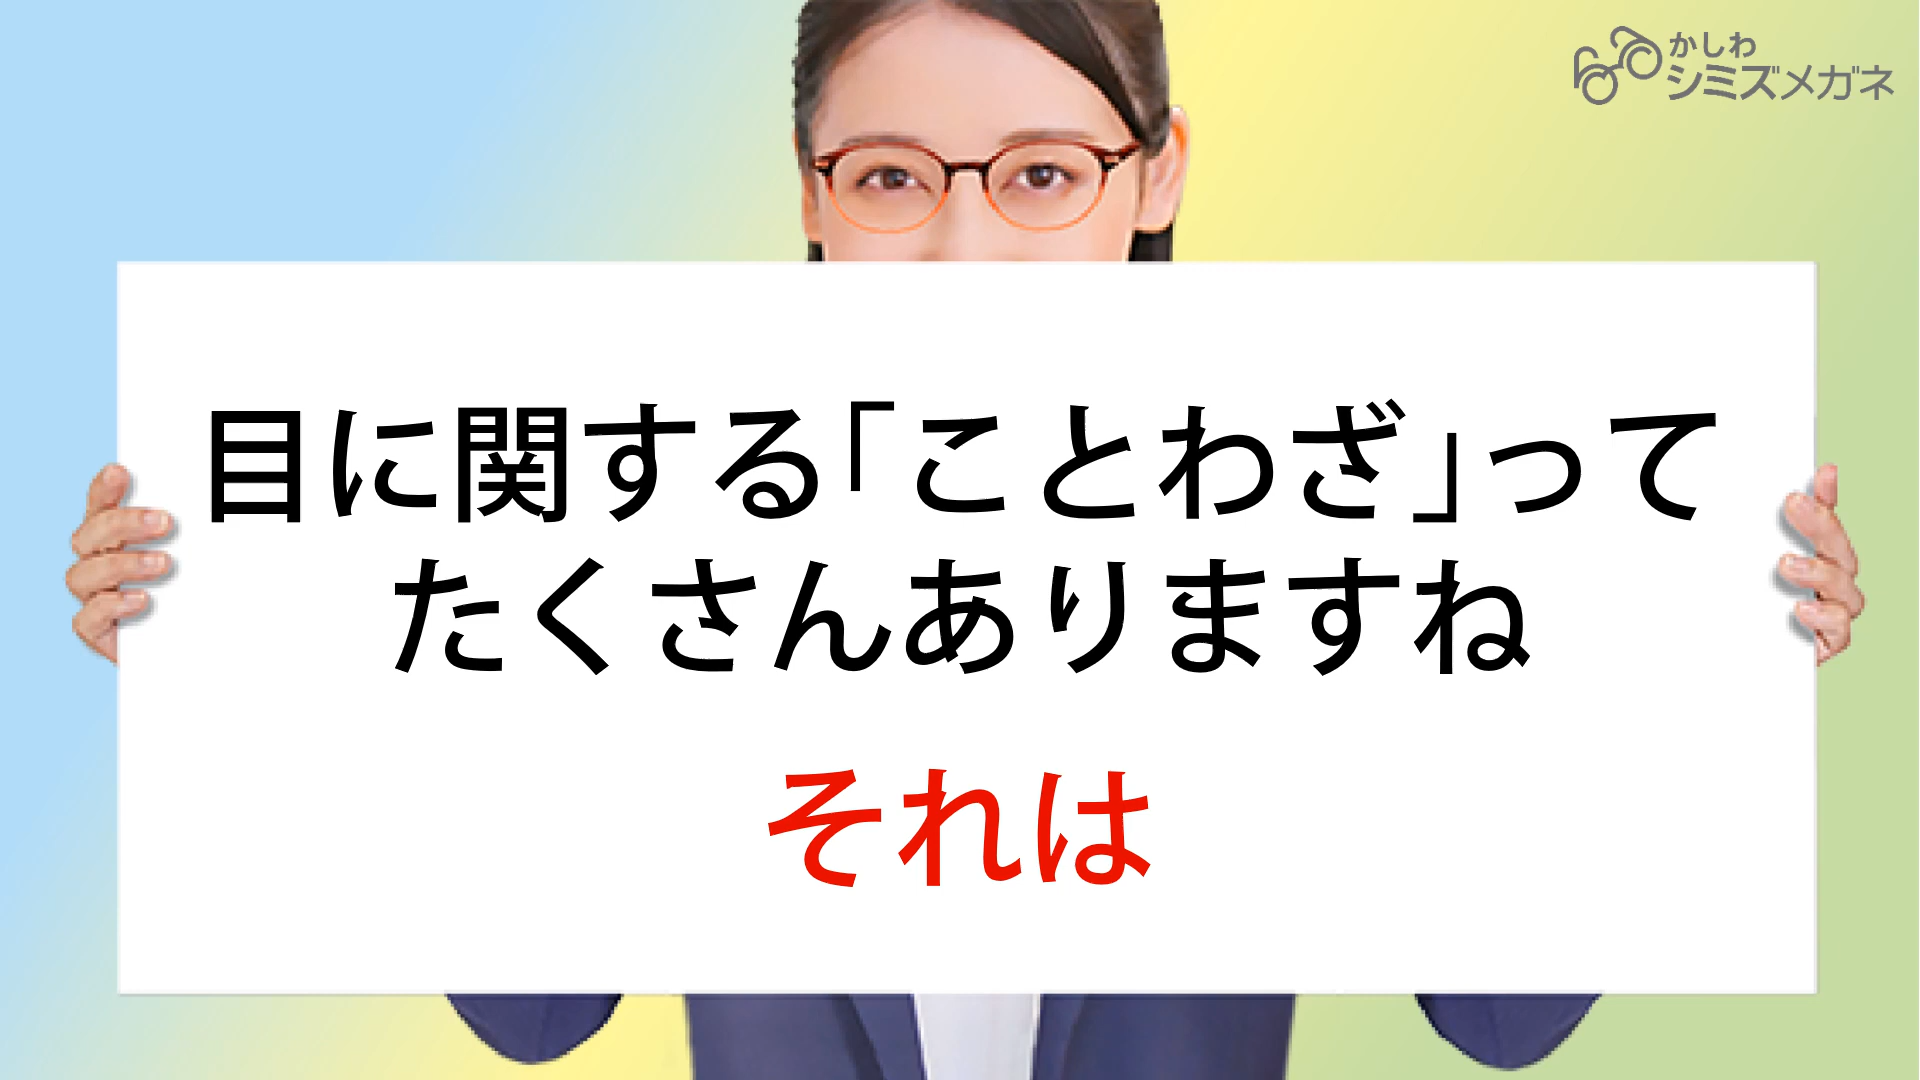 かしわ
シミズメガネ
目に関する「ことわざ」って
たくさんありますね
それは